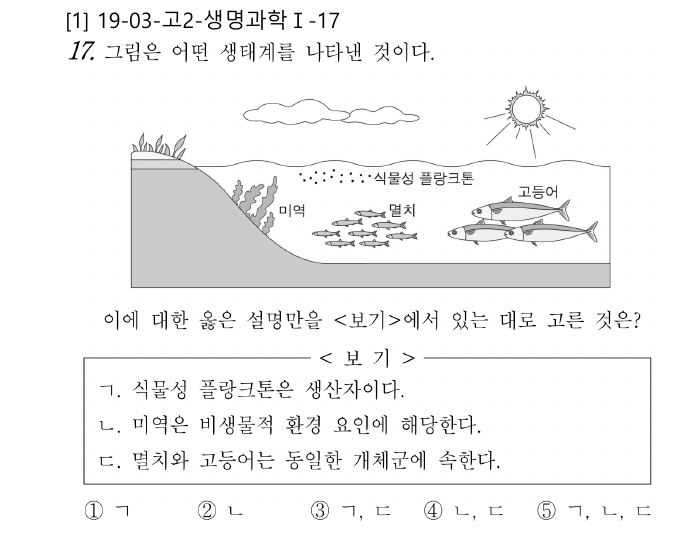 [1] 19-03-고2-생명과학Ⅰ-17
17. 그림은 어떤 생태계를 나타낸 것이다.
식물성 플랑크톤
고등어
미역
멸치
이에 대한 옳은 설명만을 <보기>에서 있는 대로 고른 것은?
< 보 기 >
ㄱ. 식물성 플랑크톤은 생산자이다.
ㄴ. 미역은 비생물적 환경 요인에 해당한다.
ㄷ. 멸치와 고등어는 동일한 개체군에 속한다.
① ㄱ ② ㄴ ③ ㄱ, ㄷ ④ ㄴ, ㄷ ⑤ ㄱ, ㄴ, ㄷ